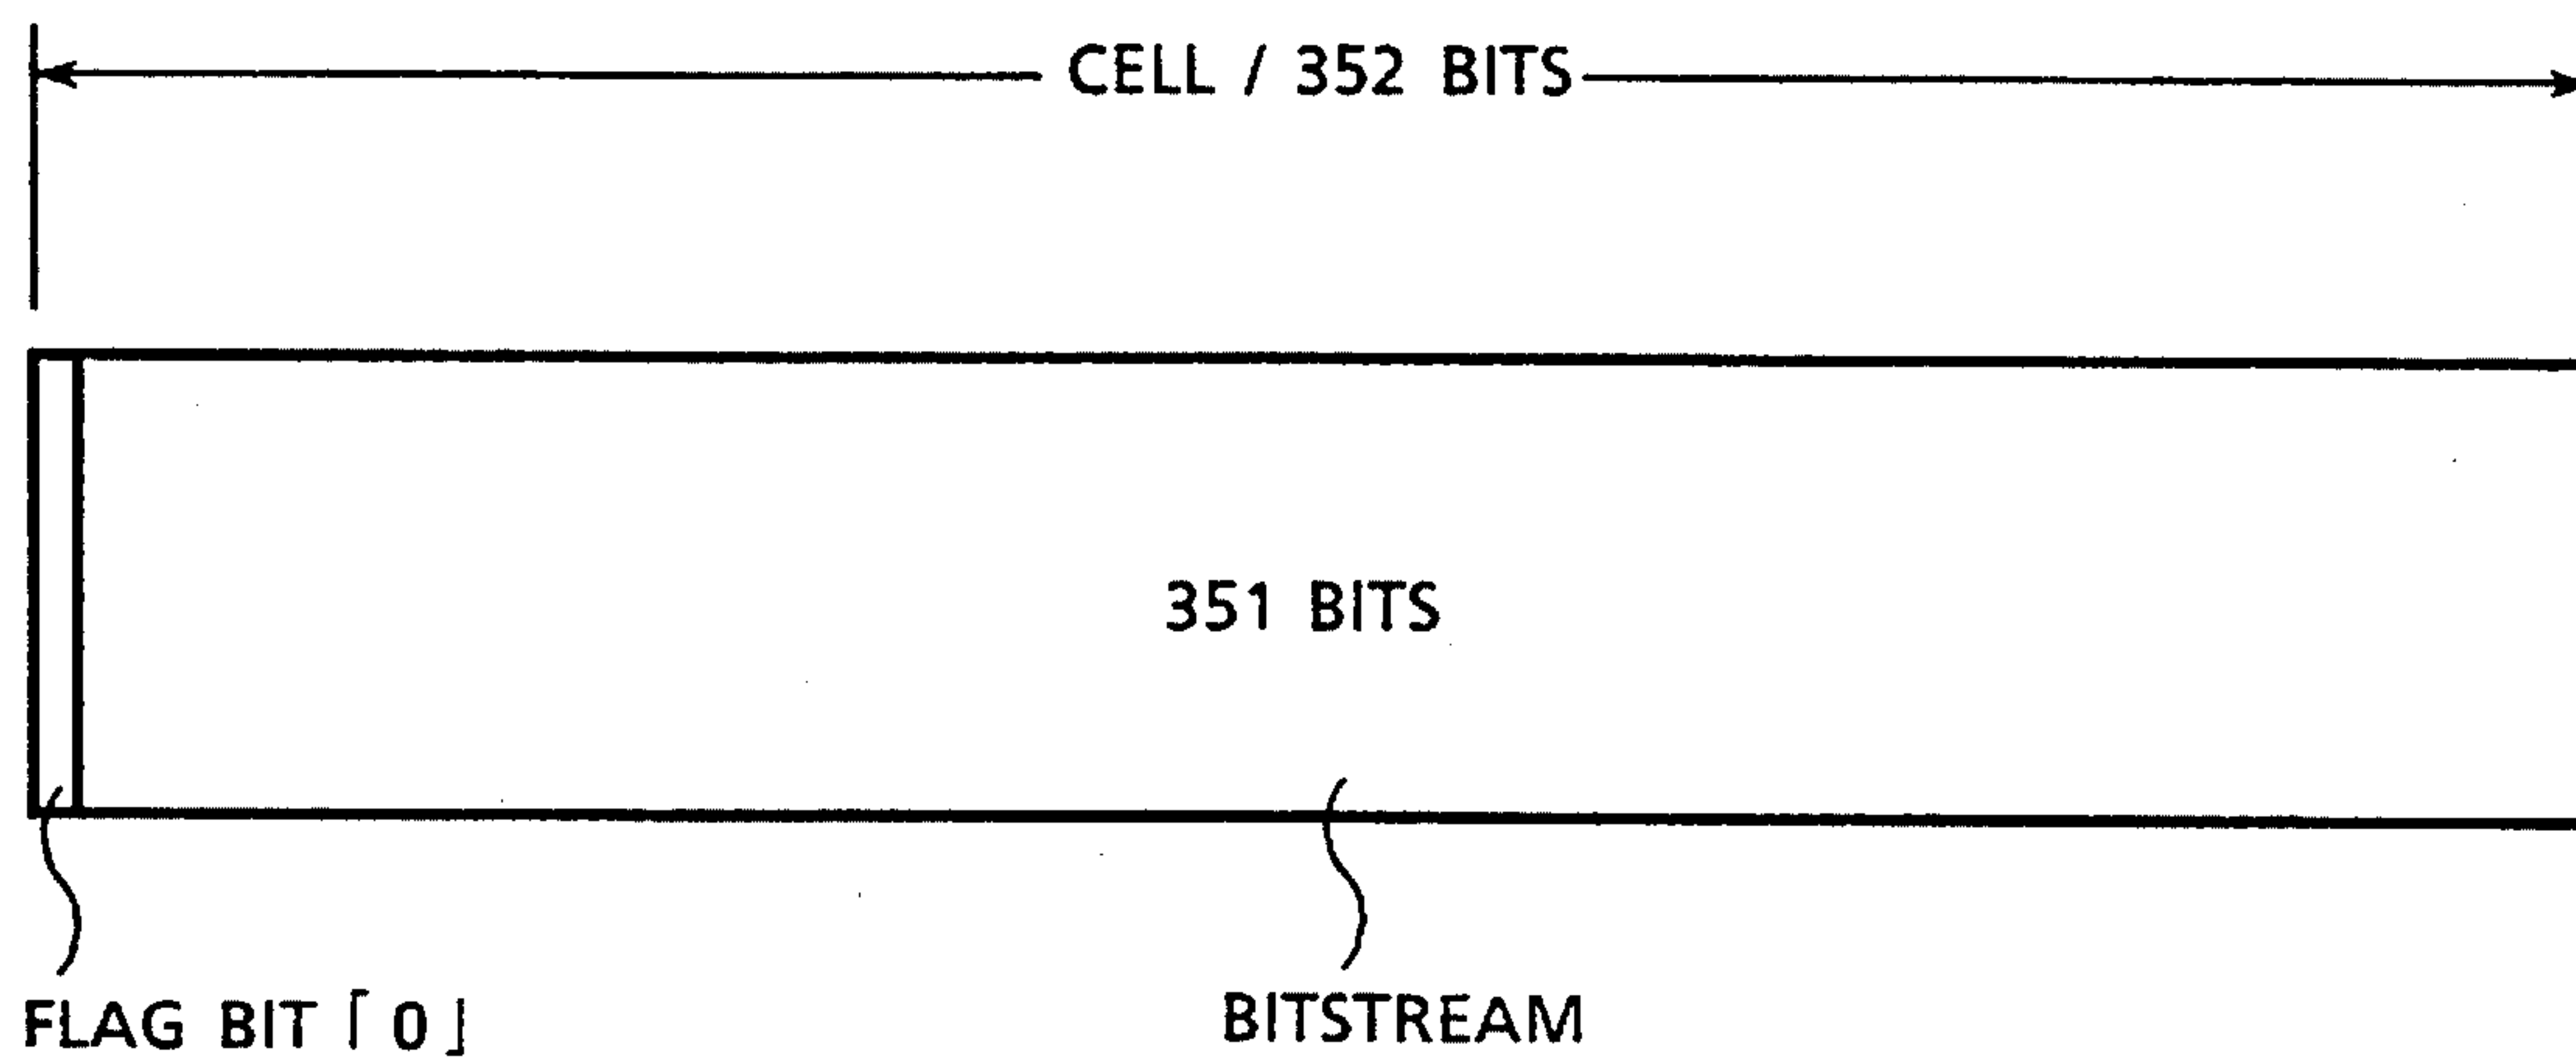 CELL / 352 BITS
351 BITS
FLAG BIT「0」
BITSTREAM